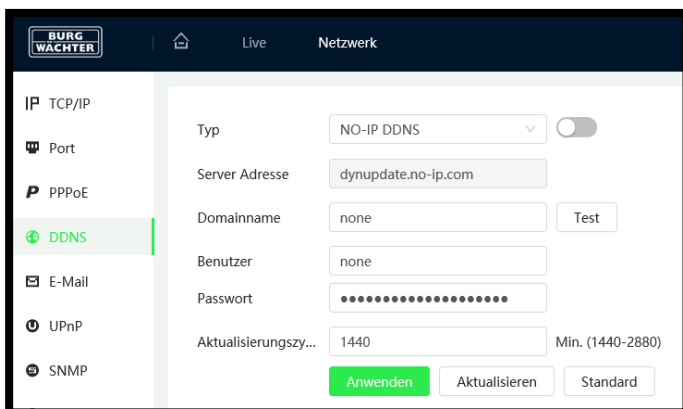 BURG
WÄCHTER
Live
Netzwerk
TCP/IP
Port
PPPoE
DDNS
E-Mail
UPnP
SNMP
Typ
NO-IP DDNS
Server Adresse
dynupdate.no-ip.com
Domainname
none
Test
Benutzer
none
Passwort
••••••••••••••••••••
Aktualisierungszy...
1440
Min. (1440-2880)
Anwenden
Aktualisieren
Standard